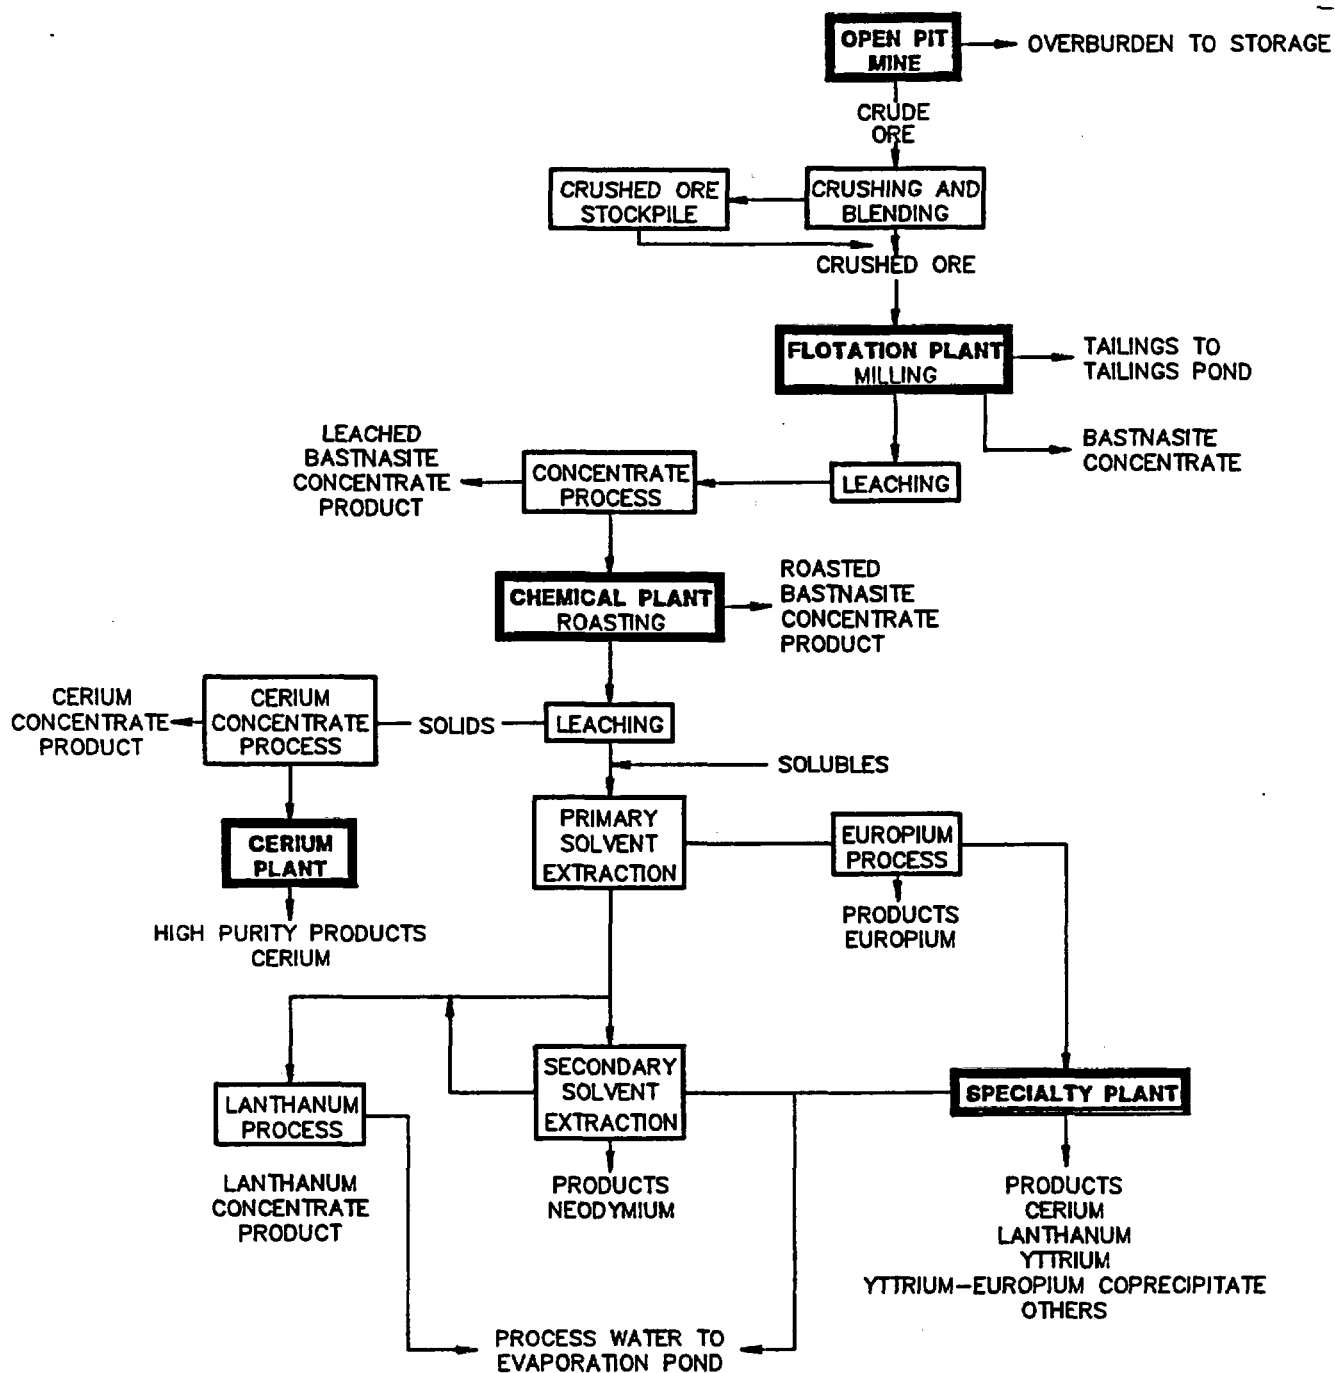 OPEN PIT
MINE
OVERBURDEN TO STORAGE
CRUDE
ORE
CRUSHED ORE
STOCKPILE
CRUSHING AND
BLENDING
CRUSHED ORE
FLOTATION PLANT
MILLING
TAILINGS TO
TAILINGS POND
BASTNASITE
CONCENTRATE
LEACHED
BASTNASITE
CONCENTRATE
PRODUCT
CONCENTRATE
PROCESS
LEACHING
CHEMICAL PLANT
ROASTING
ROASTED
BASTNASITE
CONCENTRATE
PRODUCT
CERIUM
CONCENTRATE
PRODUCT
CERIUM
CONCENTRATE
PROCESS
SOLIDS
LEACHING
SOLUBLES
CERIUM
PLANT
PRIMARY
SOLVENT
EXTRACTION
EUROPIUM
PROCESS
HIGH PURITY PRODUCTS
CERIUM
PRODUCTS
EUROPIUM
LANTHANUM
PROCESS
SECONDARY
SOLVENT
EXTRACTION
SPECIALTY PLANT
LANTHANUM
CONCENTRATE
PRODUCT
PRODUCTS
NEODYMIUM
PRODUCTS
CERIUM
LANTHANUM
YTTRIUM
YTTRIUM-EUROPIUM COPRECIPITATE
OTHERS
PROCESS WATER TO
EVAPORATION POND